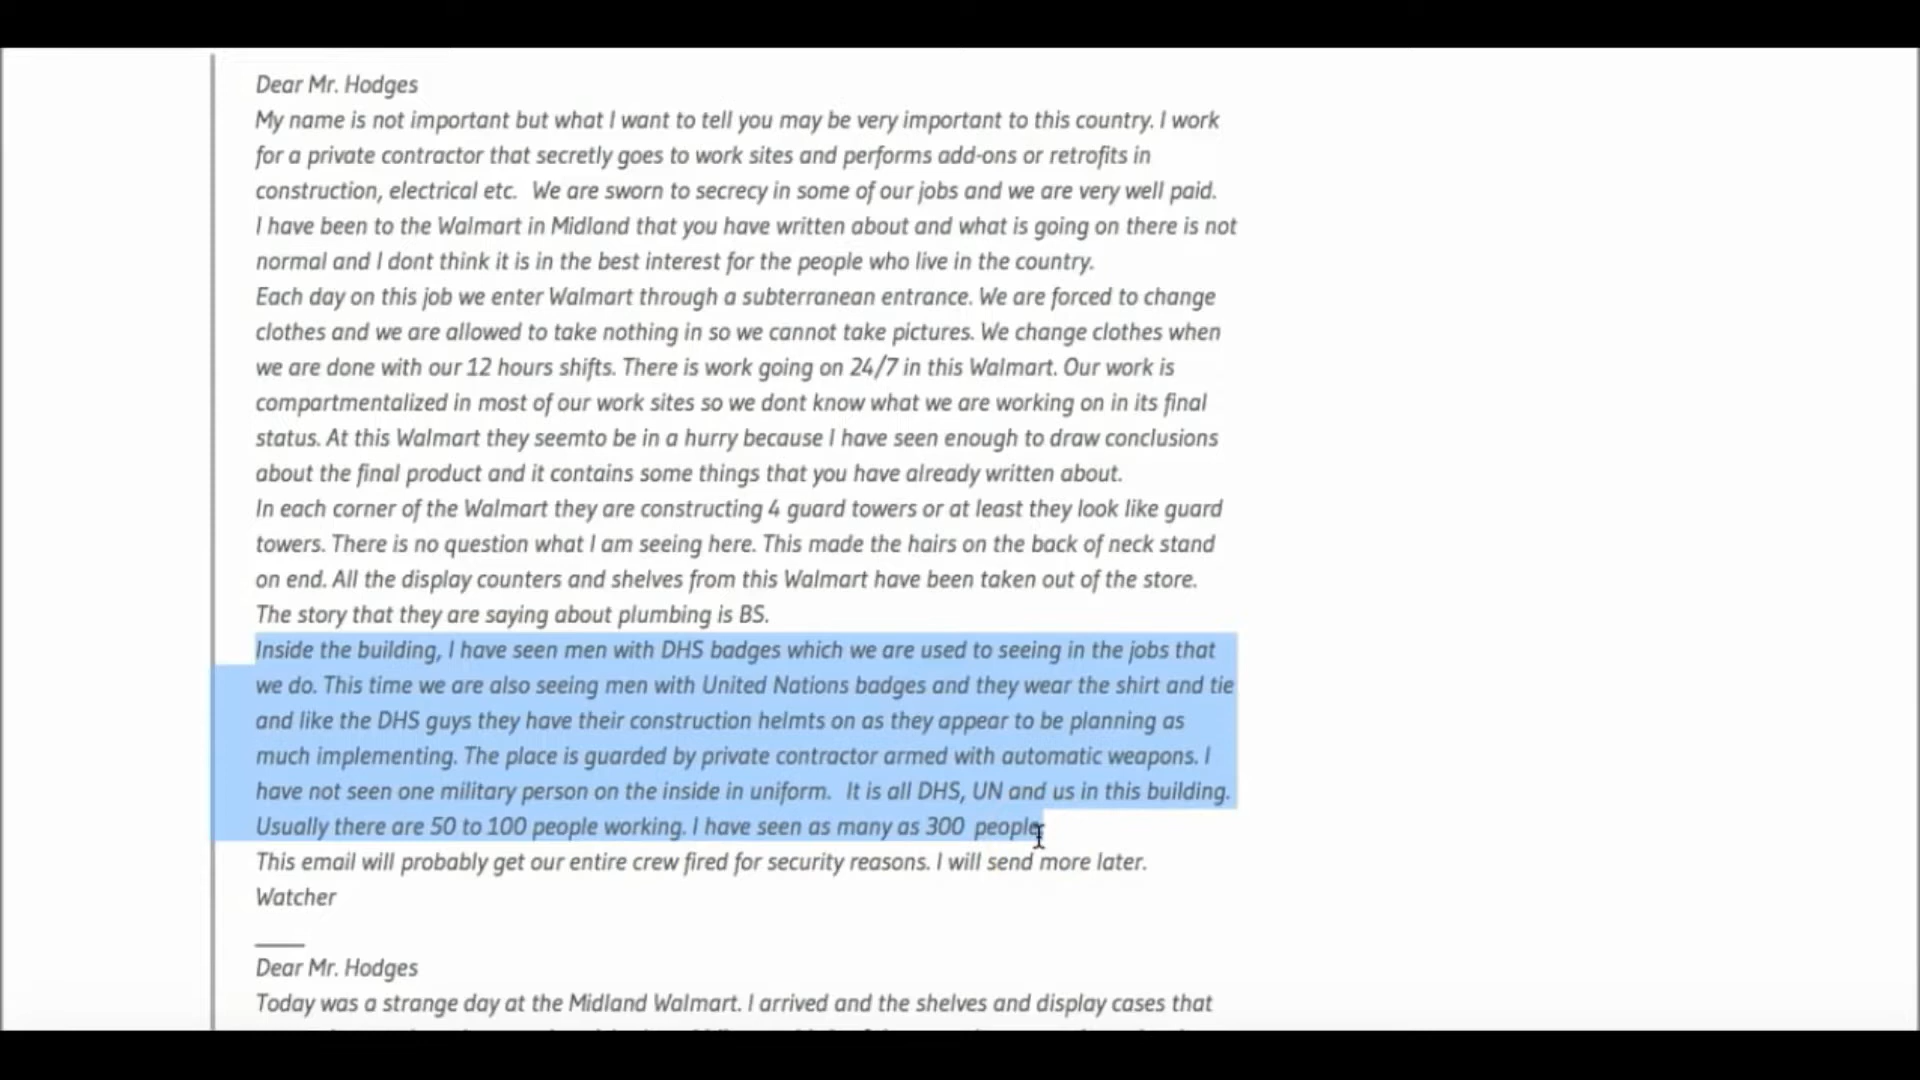 Dear Mr. Hodges
My name is not important but what I want to tell you may be very important to this country. I work
for a private contractor that secretly goes to work sites and performs add-ons or retrofits in
construction, electrical etc.  We are sworn to secrecy in some of our jobs and we are very well paid.
I have been to the Walmart in Midland that you have written about and what is going on there is not
normal and I dont think it is in the best interest for the people who live in the country.
Each day on this job we enter Walmart through a subterranean entrance. We are forced to change
clothes and we are allowed to take nothing in so we cannot take pictures. We change clothes when
we are done with our 12 hours shifts. There is work going on 24/7 in this Walmart. Our work is
compartmentalized in most of our work sites so we dont know what we are working on in its final
status. At this Walmart they seemto be in a hurry because I have seen enough to draw conclusions
about the final product and it contains some things that you have already written about.
In each corner of the Walmart they are constructing 4 guard towers or at least they look like guard
towers. There is no question what I am seeing here. This made the hairs on the back of neck stand
on end. All the display counters and shelves from this Walmart have been taken out of the store.
The story that they are saying about plumbing is BS.
Inside the building, I have seen men with DHS badges which we are used to seeing in the jobs that
we do. This time we are also seeing men with United Nations badges and they wear the shirt and tie
and like the DHS guys they have their construction helmts on as they appear to be planning as
much implementing. The place is guarded by private contractor armed with automatic weapons. I
have not seen one military person on the inside in uniform.  It is all DHS, UN and us in this building.
Usually there are 50 to 100 people working. I have seen as many as 300  people.
This email will probably get our entire crew fired for security reasons. I will send more later.
Watcher
Dear Mr. Hodges
Today was a strange day at the Midland Walmart. I arrived and the shelves and display cases that